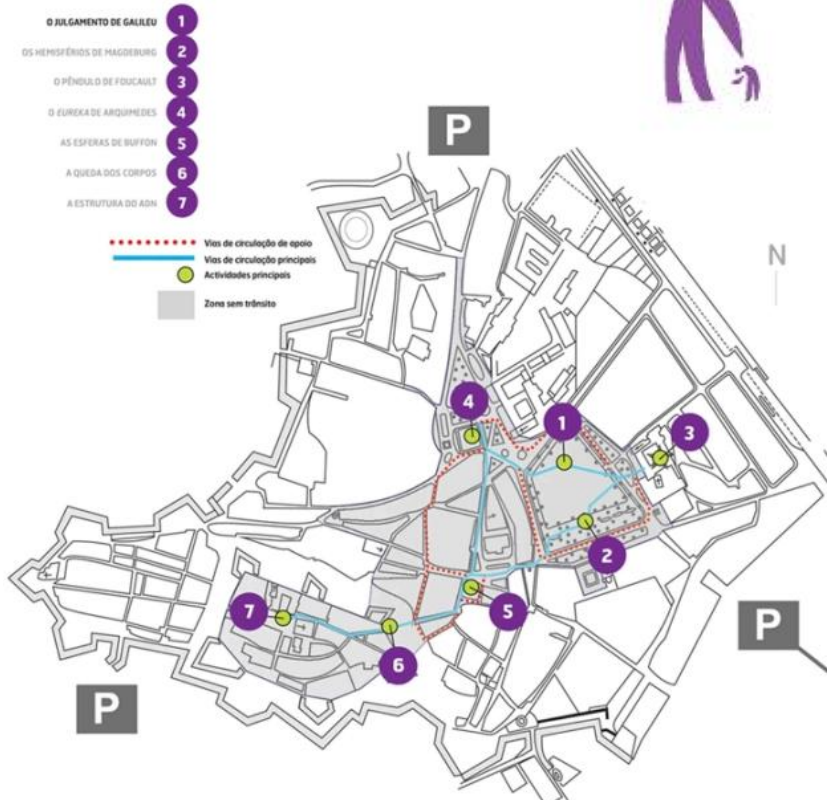 O JULGAMENTO DE GALILEU 1
OS HEMISFÉRIOS DE MAGDEBURG 2
O PÊNDULO DE FOUCAULT 3
O EUREKA DE ARQUIMEDES 4
AS ESFERAS DE BUFFON 5
A QUEDA DOS CORPOS 6
A ESTRUTURA DO ADN 7
Vias de circulação de apoio
Vias de circulação principais
Actividades principais
Zona sem trânsito
P
N
4
1
3
2
5
7
6
P
P